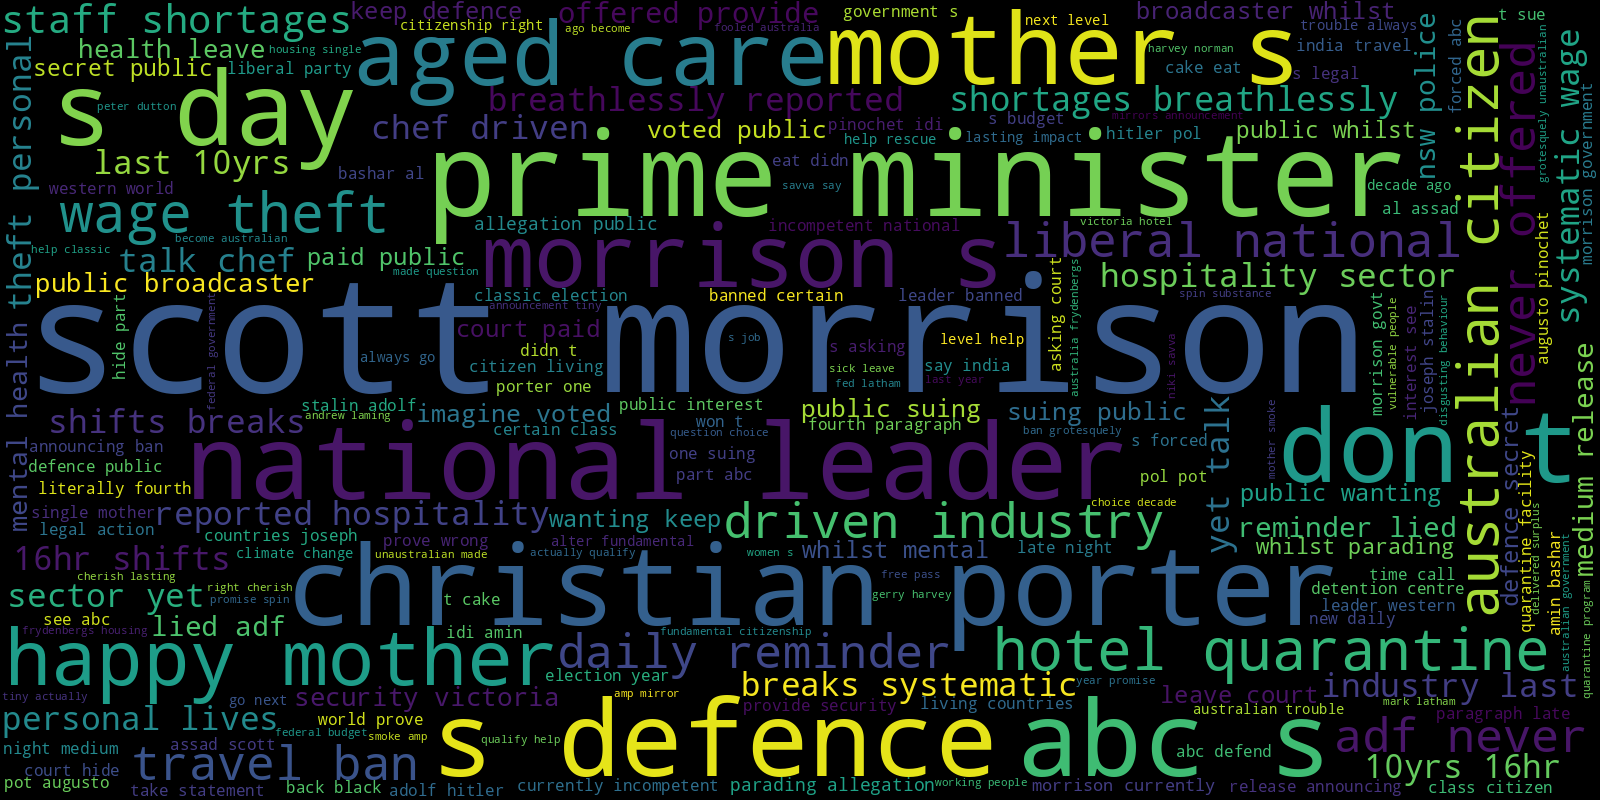 staff shortages
keep defence
offered provide
government s
broadcaster whilst
t sue
citizenship right
ago become
fooled australia
next level
trouble always
health leave
housing single
aged care
mother s
harvey norman
india travel
secret public
liberal party
cake eat
s legal
s day
peter dutton
breathlessly reported
shortages breathlessly
nsw police
forced abc
australian citizen
never offered
grotesquely unaustralian
systematic wage
morrison government
chef driven
voted public
pinochet idi
s budget
mirrors announcement
hitler pol
public whilst
help rescue
lasting impact
last 10yrs
prime minister
eat didn
bashar al
savva say
decade ago
western world
al assad
wage theft
allegation public
incompetent national
victoria hotel
become australian
help classic
talk chef
paid public
morrison s
liberal national
made question
public broadcaster
hospitality sector
classic election
banned certain
leader banned
asking court
australia frydenbergs
spin substance
announcement tiny
scott morrison
hide part
federal government
court paid
s job
level help
always go
didn t
s asking
say india
citizen living
sick leave
porter one
fed latham
last year
niki savva
morrison govt
vulnerable people
interest see
joseph stalin
disgusting behaviour
augusto pinochet
mental health
theft personal
shifts breaks
stalin adolf
andrew laming
imagine voted
public interest
public suing
suing public
certain class
won t
fourth paragraph
question choice
ban grotesquely
s forced
announcing ban
national leader
one suing
part abc
yet talk
mother smoke
don t
defence public
pol pot
literally fourth
public wanting
defence secret
medium release
single mother
reported hospitality
wanting keep
driven industry
choice decade
reminder lied
legal action
countries joseph
prove wrong
alter fundamental
whilst parading
quarantine facility
delivered surplus
16hr shifts
climate change
unaustralian made
actually qualify
women s
whilst mental
late night
amin bashar
australian government
cherish lasting
right cherish
christian porter
free pass
time call
sector yet
promise spin
t cake
gerry harvey
detention centre
leader western
see abc
new daily
frydenbergs housing
lied adf
idi amin
fundamental citizenship
happy mother
daily reminder
hotel quarantine
quarantine program
election year
tiny actually
go next
security victoria
amp mirror
breaks systematic
year promise
leave court
industry last
provide security
living countries
mark latham
personal lives
world prove
australian trouble
paragraph late
federal budget
smoke amp
qualify help
s defence
abc s
night medium
assad scott
abc defend
adf never
court hide
travel ban
10yrs 16hr
pot augusto
take statement
back black
adolf hitler
currently incompetent
parading allegation
working people
morrison currently
release announcing
class citizen